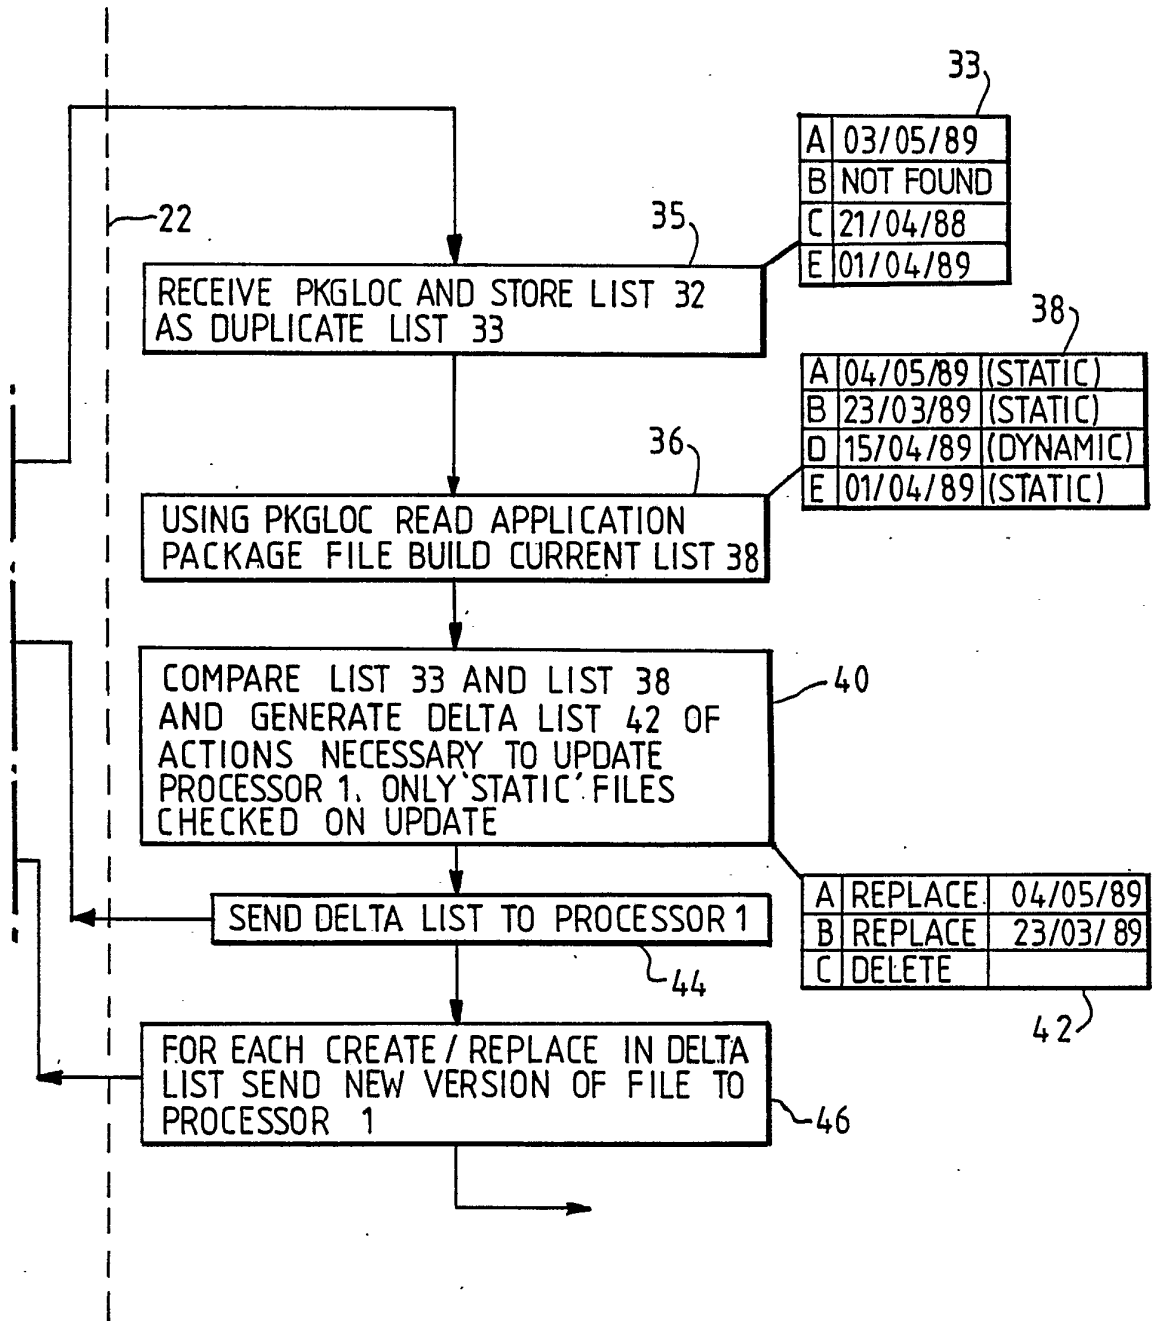 33
A 03/05/89
B NOT FOUND
C 21/04/88
E 01/04/89
22
35
RECEIVE PKGLOC AND STORE LIST 32
AS DUPLICATE LIST 33
38
A 04/05/89 (STATIC)
B 23/03/89 (STATIC)
D 15/04/89 (DYNAMIC)
E 01/04/89 (STATIC)
36
USING PKGLOC READ APPLICATION
PACKAGE FILE BUILD CURRENT LIST 38
COMPARE LIST 33 AND LIST 38
AND GENERATE DELTA LIST 42 OF
ACTIONS NECESSARY TO UPDATE
PROCESSOR 1. ONLY 'STATIC' FILES
CHECKED ON UPDATE
40
A REPLACE 04/05/89
B REPLACE 23/03/89
C DELETE
42
SEND DELTA LIST TO PROCESSOR 1
44
FOR EACH CREATE / REPLACE IN DELTA
LIST SEND NEW VERSION OF FILE TO
PROCESSOR 1
46